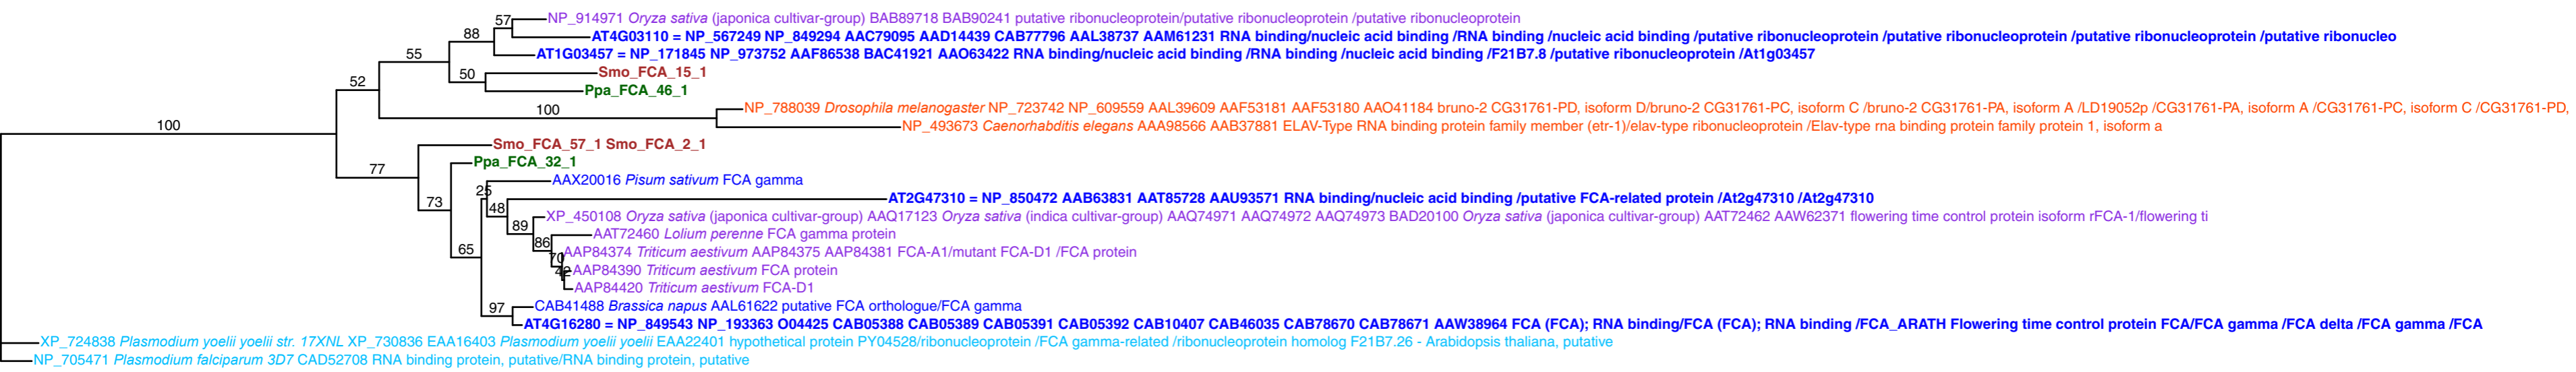 57 NP_914971 Oryza sativa (japonica cultivar-group) BAB89718 BAB90241 putative ribonucleoprotein/putative ribonucleoprotein /putative ribonucleoprotein
88 AT4G03110 = NP_567249 NP_849294 AAC79095 AAD14439 CAB77796 AAL38737 AAM61231 RNA binding/nucleic acid binding /RNA binding /nucleic acid binding /putative ribonucleoprotein /putative ribonucleoprotein /putative ribonucleoprotein /putative ribonucleo
55 AT1G03457 = NP_171845 NP_973752 AAF86538 BAC41921 AAO63422 RNA binding/nucleic acid binding /RNA binding /nucleic acid binding /F21B7.8 /putative ribonucleoprotein /At1g03457
50 Smo_FCA_15_1
52 Ppa_FCA_46_1
100 NP_788039 Drosophila melanogaster NP_723742 NP_609559 AAL39609 AAF53181 AAF53180 AAO41184 bruno-2 CG31761-PD, isoform D/bruno-2 CG31761-PC, isoform C /bruno-2 CG31761-PA, isoform A /LD19052p /CG31761-PA, isoform A /CG31761-PC, isoform C /CG31761-PD,
100 NP_493673 Caenorhabditis elegans AAA98566 AAB37881 ELAV-Type RNA binding protein family member (etr-1)/elav-type ribonucleoprotein /Elav-type rna binding protein family protein 1, isoform a
Smo_FCA_57_1 Smo_FCA_2_1
77 Ppa_FCA_32_1
25 AAX20016 Pisum sativum FCA gamma
73 48 AT2G47310 = NP_850472 AAB63831 AAT85728 AAU93571 RNA binding/nucleic acid binding /putative FCA-related protein /At2g47310 /At2g47310
XP_450108 Oryza sativa (japonica cultivar-group) AAQ17123 Oryza sativa (indica cultivar-group) AAQ74971 AAQ74972 AAQ74973 BAD20100 Oryza sativa (japonica cultivar-group) AAT72462 AAW62371 flowering time control protein isoform rFCA-1/flowering ti
89 AAT72460 Lolium perenne FCA gamma protein
65 86 AAP84374 Triticum aestivum AAP84375 AAP84381 FCA-A1/mutant FCA-D1 /FCA protein
70 42 AAP84390 Triticum aestivum FCA protein
AAP84420 Triticum aestivum FCA-D1
97 CAB41488 Brassica napus AAL61622 putative FCA orthologue/FCA gamma
AT4G16280 = NP_849543 NP_193363 O04425 CAB05388 CAB05389 CAB05391 CAB05392 CAB10407 CAB46035 CAB78670 CAB78671 AAW38964 FCA (FCA); RNA binding/FCA (FCA); RNA binding /FCA_ARATH Flowering time control protein FCA/FCA gamma /FCA delta /FCA gamma /FCA
XP_724838 Plasmodium yoelii yoelii str. 17XNL XP_730836 EAA16403 Plasmodium yoelii yoelii EAA22401 hypothetical protein PY04528/ribonucleoprotein /FCA gamma-related /ribonucleoprotein homolog F21B7.26 - Arabidopsis thaliana, putative
NP_705471 Plasmodium falciparum 3D7 CAD52708 RNA binding protein, putative/RNA binding protein, putative